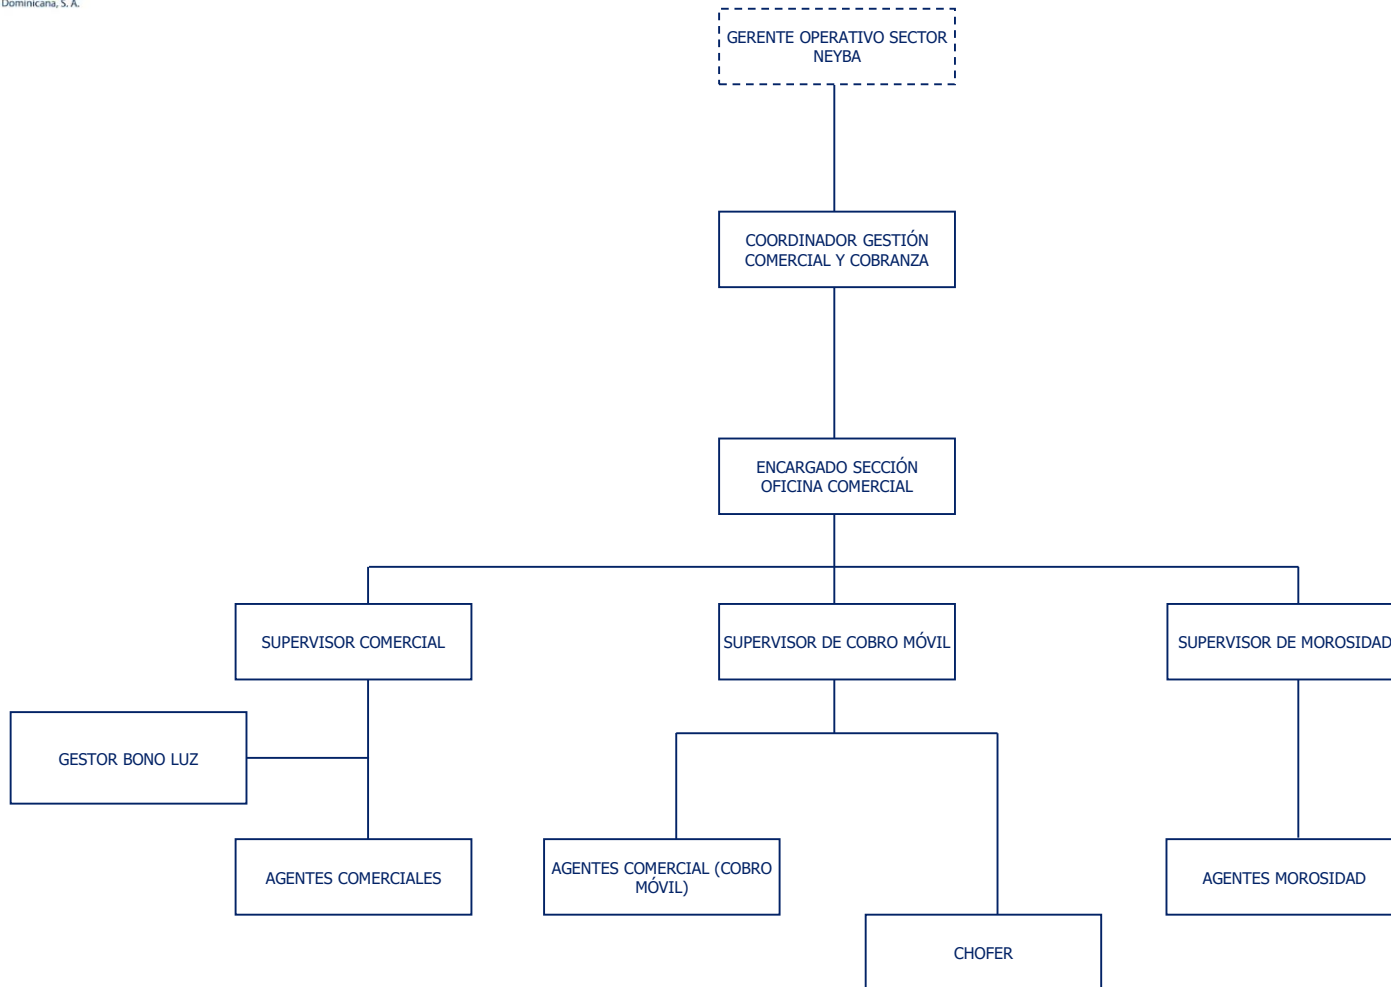 Dominicana, S. A.
GERENTE OPERATIVO SECTOR
NEYBA
COORDINADOR GESTIÓN
COMERCIAL Y COBRANZA
ENCARGADO SECCIÓN
OFICINA COMERCIAL
SUPERVISOR COMERCIAL
SUPERVISOR DE COBRO MÓVIL
SUPERVISOR DE MOROSIDAD
GESTOR BONO LUZ
AGENTES COMERCIALES
AGENTES COMERCIAL (COBRO
MÓVIL)
AGENTES MOROSIDAD
CHOFER